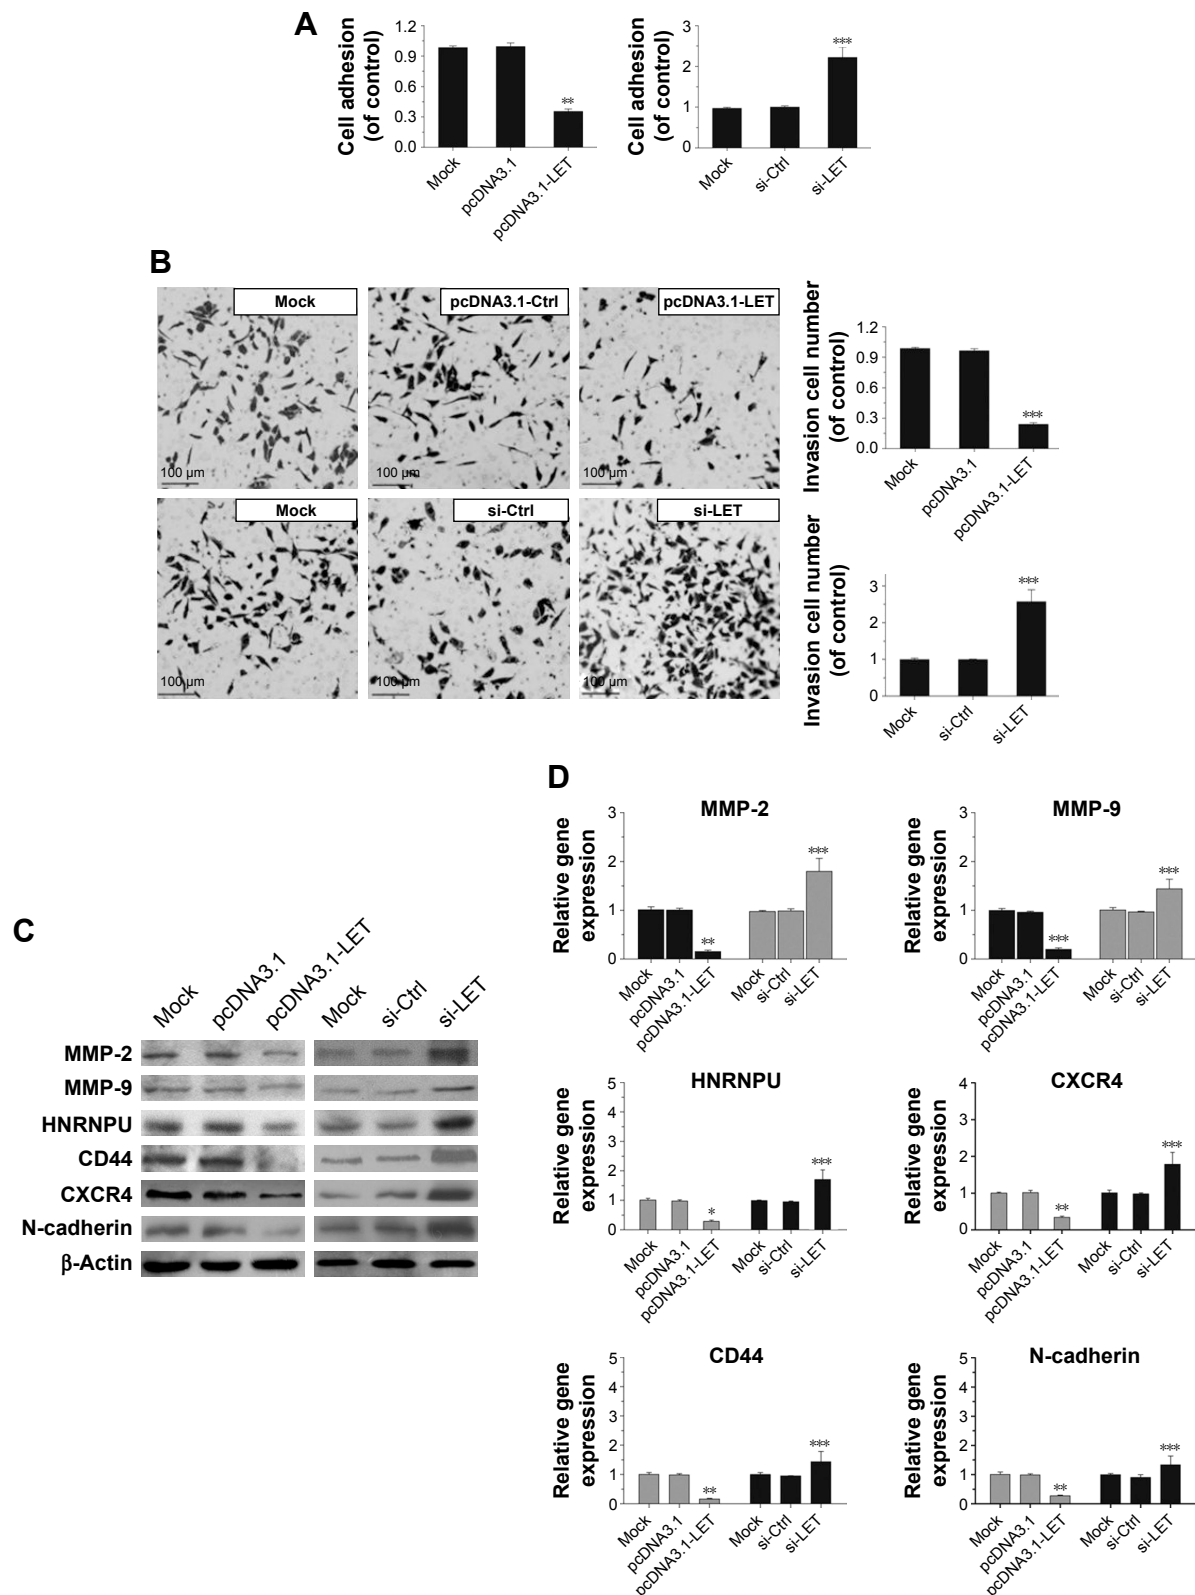 A
Cell adhesion
(of control)
1.2
0.9
0.6
0.3
0.0
Mock
pcDNA3.1
pcDNA3.1-LET
**
Cell adhesion
(of control)
3
2
1
0
Mock
si-Ctrl
si-LET
***
B
Mock
100 µm
pcDNA3.1-Ctrl
100 µm
pcDNA3.1-LET
100 µm
Invasion cell number
(of control)
1.2
0.9
0.6
0.3
0.0
Mock
pcDNA3.1
pcDNA3.1-LET
***
Mock
100 µm
si-Ctrl
100 µm
si-LET
100 µm
Invasion cell number
(of control)
3
2
1
0
Mock
si-Ctrl
si-LET
***
C
Mock
pcDNA3.1
pcDNA3.1-LET
Mock
si-Ctrl
si-LET
MMP-2
MMP-9
HNRNPU
CD44
CXCR4
N-cadherin
β-Actin
D
MMP-2
Relative gene
expression
3
2
1
0
**
***
Mock
pcDNA3.1
pcDNA3.1-LET
Mock
si-Ctrl
si-LET
MMP-9
Relative gene
expression
3
2
1
0
***
***
Mock
pcDNA3.1
pcDNA3.1-LET
Mock
si-Ctrl
si-LET
HNRNPU
Relative gene
expression
5
4
3
2
1
0
*
***
Mock
pcDNA3.1
pcDNA3.1-LET
Mock
si-Ctrl
si-LET
CXCR4
Relative gene
expression
4
3
2
1
0
**
***
Mock
pcDNA3.1
pcDNA3.1-LET
Mock
si-Ctrl
si-LET
CD44
Relative gene
expression
5
4
3
2
1
0
**
***
Mock
pcDNA3.1
pcDNA3.1-LET
Mock
si-Ctrl
si-LET
N-cadherin
Relative gene
expression
5
4
3
2
1
0
**
***
Mock
pcDNA3.1
pcDNA3.1-LET
Mock
si-Ctrl
si-LET